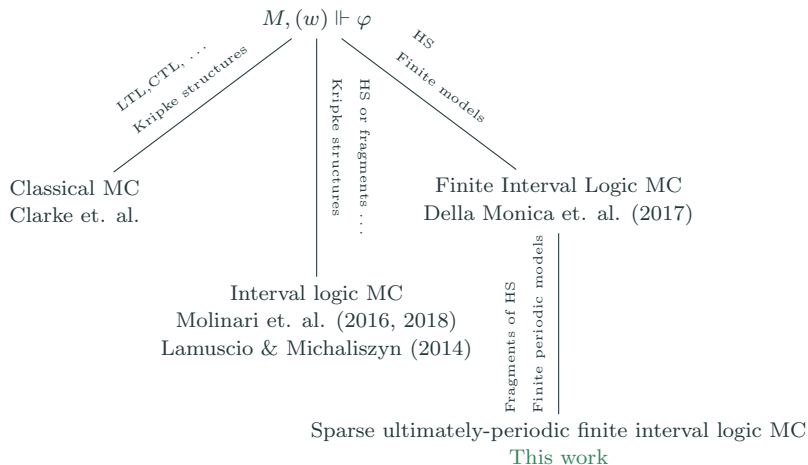 M, (w) ⊩ φ
LTL,CTL, ...
Kripke structures
HS or fragments ...
Kripke structures
HS
Finite models
Classical MC
Clarke et. al.
Finite Interval Logic MC
Della Monica et. al. (2017)
Interval logic MC
Molinari et. al. (2016, 2018)
Lamuscio & Michaliszyn (2014)
Fragments of HS
Finite periodic models
Sparse ultimately-periodic finite interval logic MC
This work